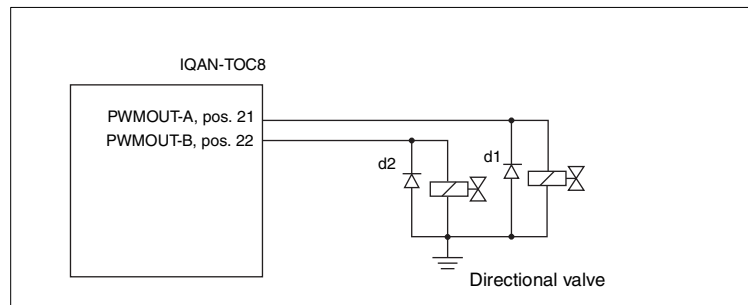 IQAN-TOC8
PWMOUT-A, pos. 21
PWMOUT-B, pos. 22
d2
d1
Directional valve